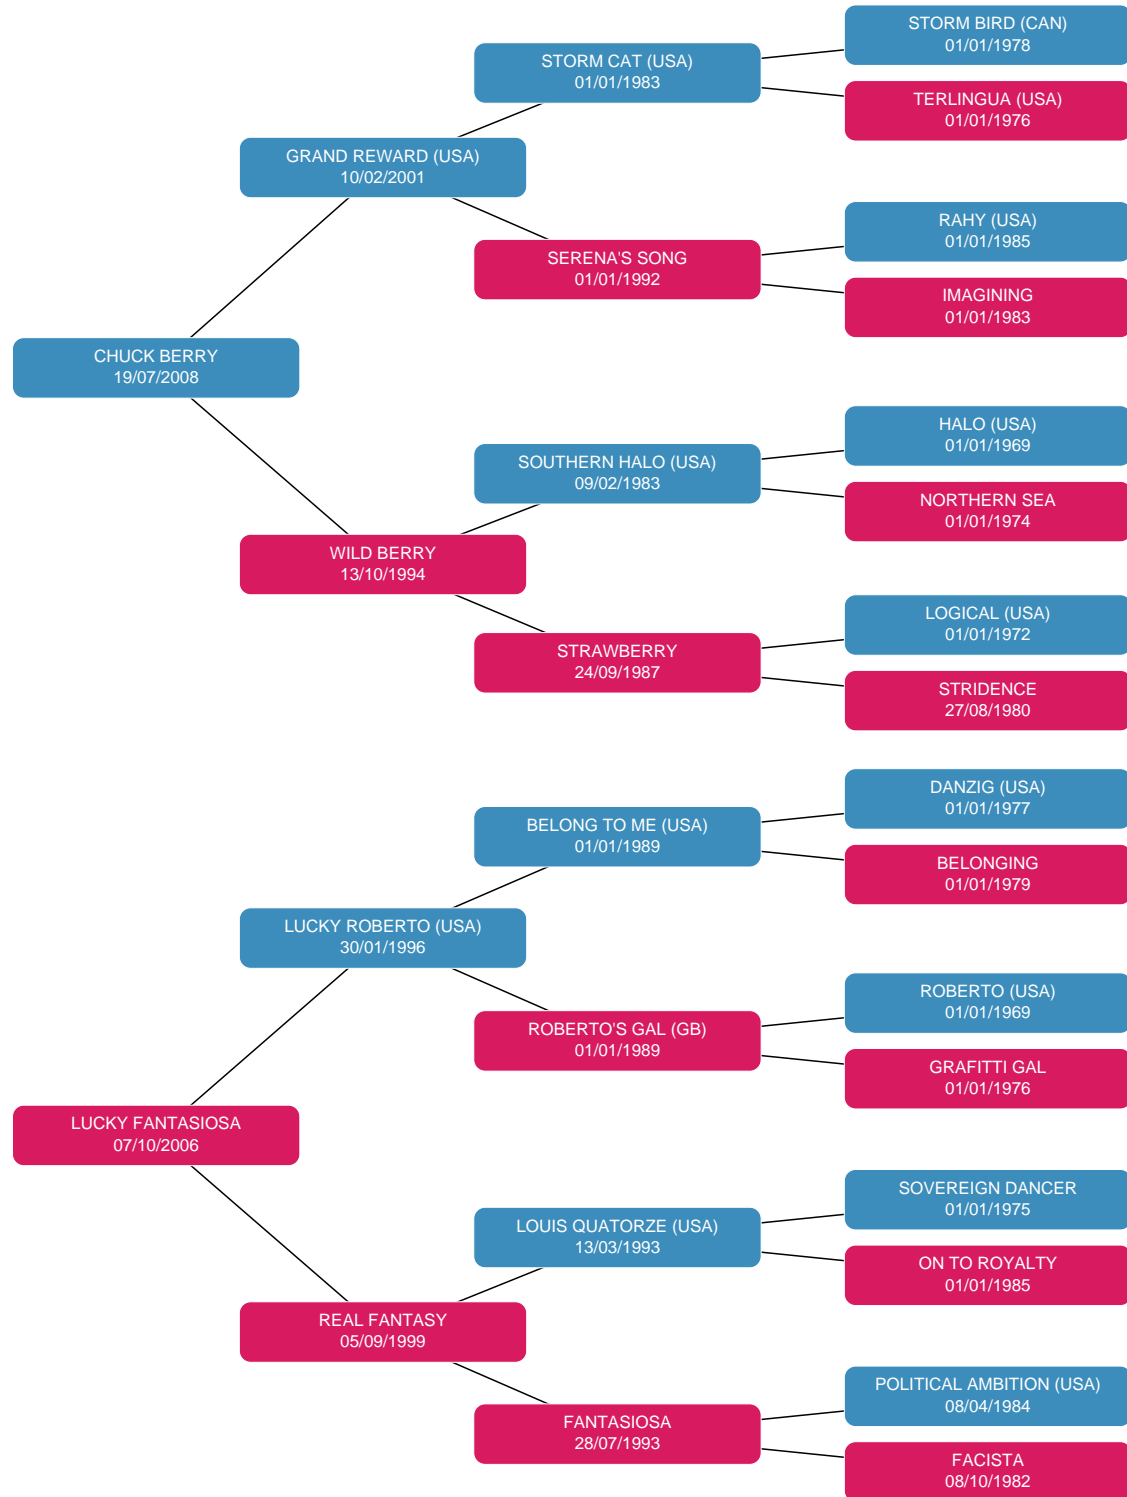 STORM BIRD (CAN)
01/01/1978
STORM CAT (USA)
01/01/1983
TERLINGUA (USA)
01/01/1976
GRAND REWARD (USA)
10/02/2001
RAHY (USA)
01/01/1985
SERENA'S SONG
01/01/1992
IMAGINING
01/01/1983
CHUCK BERRY
19/07/2008
HALO (USA)
01/01/1969
SOUTHERN HALO (USA)
09/02/1983
NORTHERN SEA
01/01/1974
WILD BERRY
13/10/1994
LOGICAL (USA)
01/01/1972
STRAWBERRY
24/09/1987
STRIDENCE
27/08/1980
DANZIG (USA)
01/01/1977
BELONG TO ME (USA)
01/01/1989
BELONGING
01/01/1979
LUCKY ROBERTO (USA)
30/01/1996
ROBERTO (USA)
01/01/1969
ROBERTO'S GAL (GB)
01/01/1989
GRAFITTI GAL
01/01/1976
LUCKY FANTASIOSA
07/10/2006
SOVEREIGN DANCER
01/01/1975
LOUIS QUATORZE (USA)
13/03/1993
ON TO ROYALTY
01/01/1985
REAL FANTASY
05/09/1999
POLITICAL AMBITION (USA)
08/04/1984
FANTASIOSA
28/07/1993
FACISTA
08/10/1982